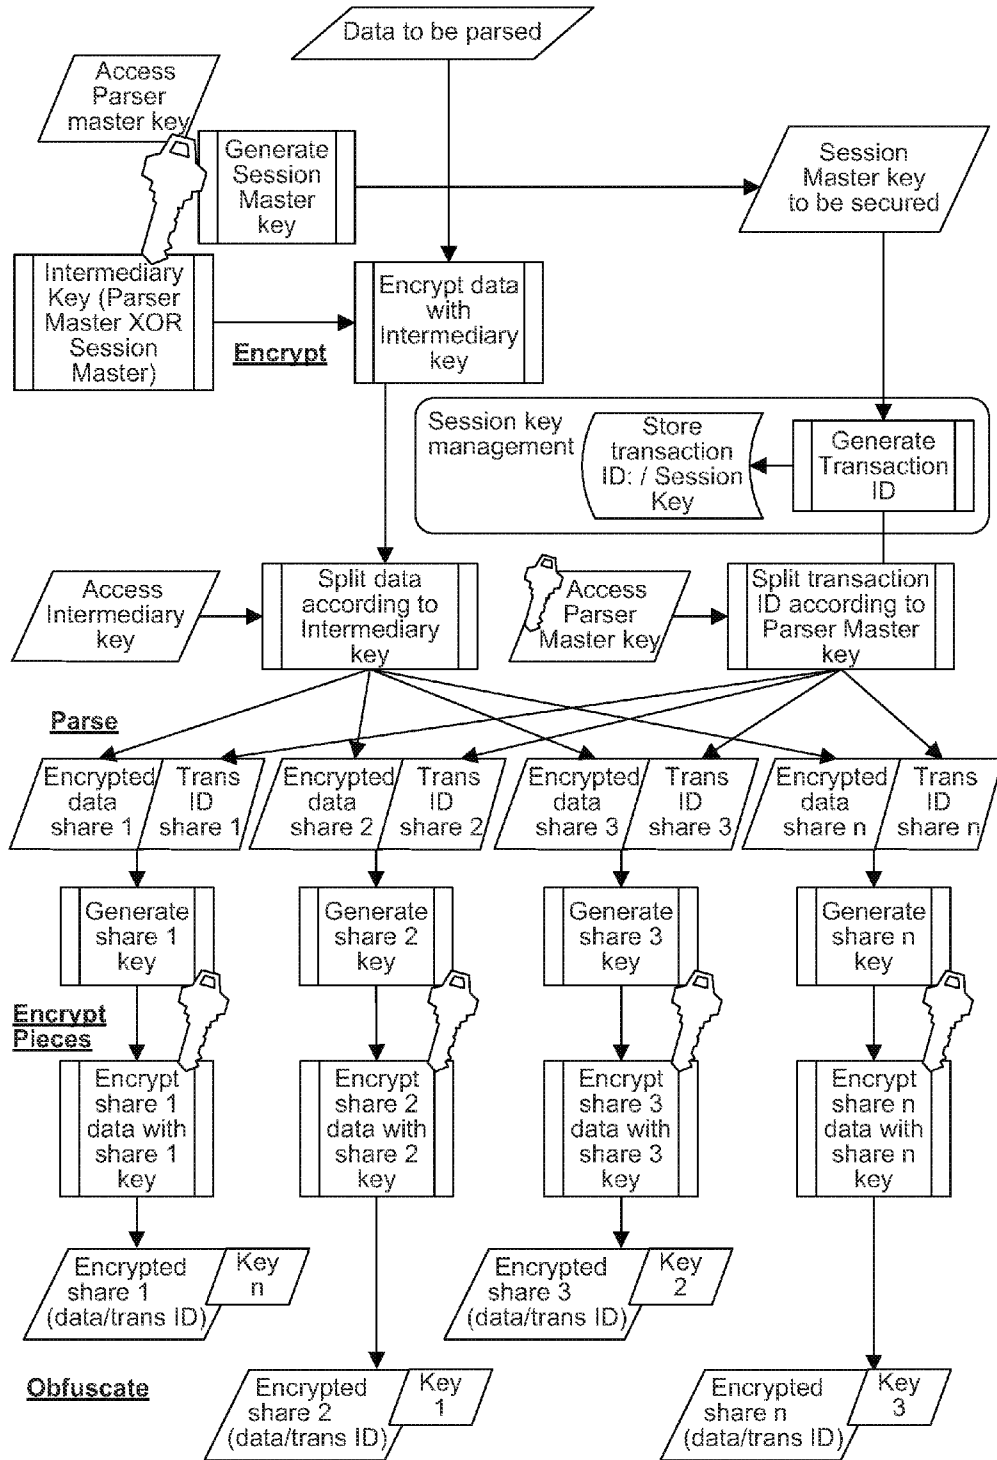 Data to be parsed
Access
Parser
master key
Generate
Session
Master
key
Session
Master key
to be secured
Intermediary
Key (Parser
Master XOR
Session
Master)
Encrypt
Encrypt data
with
Intermediary
key
Session key
management
Store
transaction
ID: / Session
Key
Generate
Transaction
ID
Access
Intermediary
key
Split data
according to
Intermediary
key
Access
Parser
Master key
Split transaction
ID according to
Parser Master
key
Parse
Encrypted
data
share 1
Trans
ID
share 1
Encrypted
data
share 2
Trans
ID
share 2
Encrypted
data
share 3
Trans
ID
share 3
Encrypted
data
share n
Trans
ID
share n
Generate
share 1
key
Generate
share 2
key
Generate
share 3
key
Generate
share n
key
Encrypt
Pieces
Encrypt
share 1
data with
share 1
key
Encrypt
share 2
data with
share 2
key
Encrypt
share 3
data with
share 3
key
Encrypt
share n
data with
share n
key
Encrypted
share 1
(data/trans ID)
Key
n
Encrypted
share 3
(data/trans ID)
Key
2
Obfuscate
Encrypted
share 2
(data/trans ID)
Key
1
Encrypted
share n
(data/trans ID)
Key
3